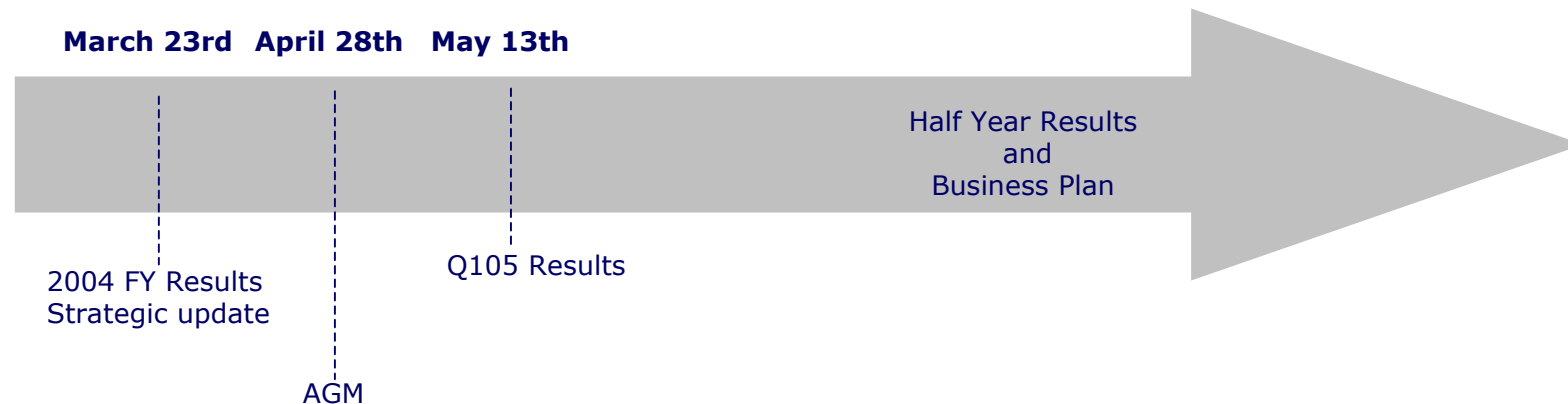 March 23rd April 28th May 13th
Half Year Results
and
Business Plan
2004 FY Results
Strategic update
Q105 Results
AGM